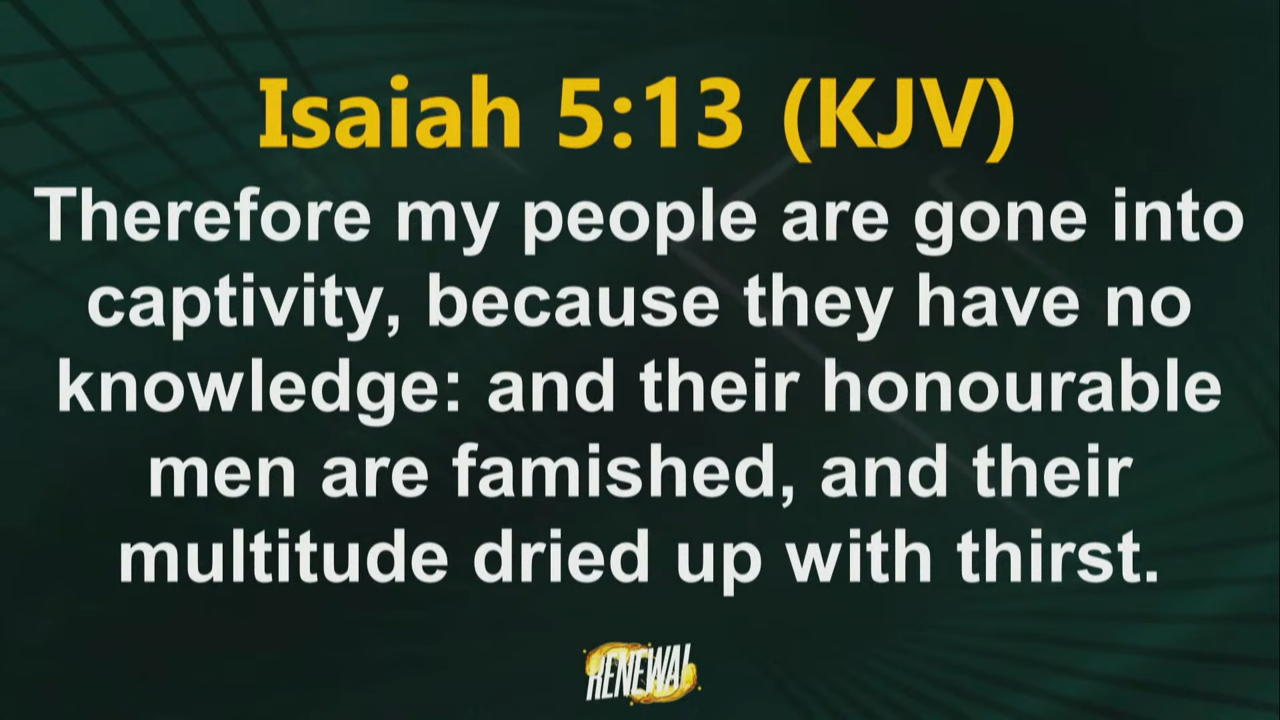 Isaiah 5:13 (KJV)
Therefore my people are gone into
captivity, because they have no
knowledge: and their honourable
men are famished, and their
multitude dried up with thirst.
RENEWAL